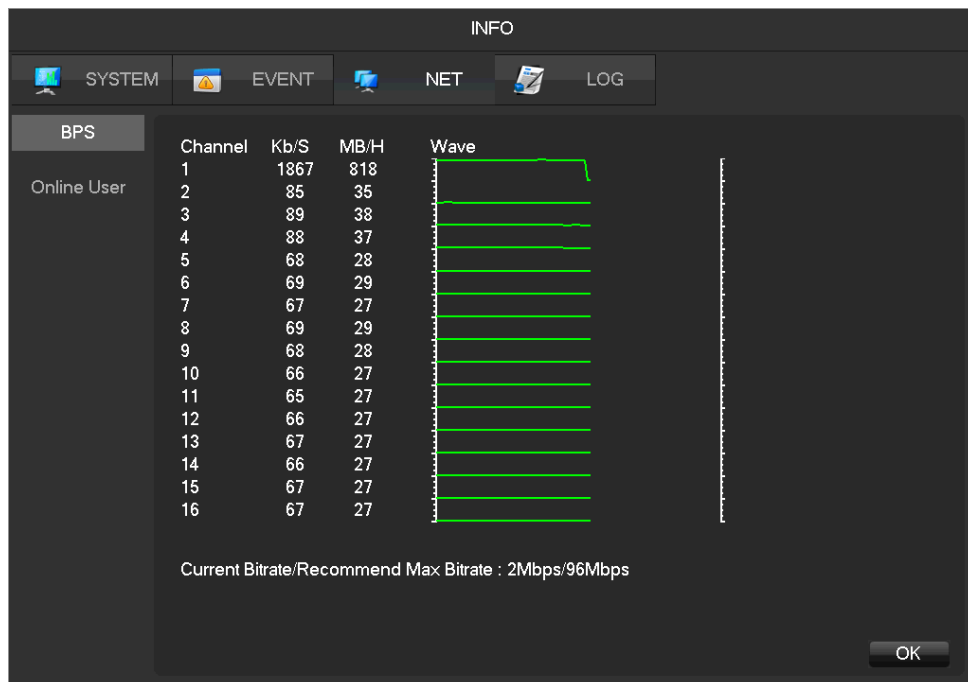 INFO
SYSTEM EVENT NET LOG
BPS
Online User
Channel Kb/S MB/H Wave
1 1867 818
2 85 35
3 89 38
4 88 37
5 68 28
6 69 29
7 67 27
8 69 29
9 68 28
10 66 27
11 65 27
12 66 27
13 67 27
14 66 27
15 67 27
16 67 27
Current Bitrate/Recommend Max Bitrate : 2Mbps/96Mbps
OK